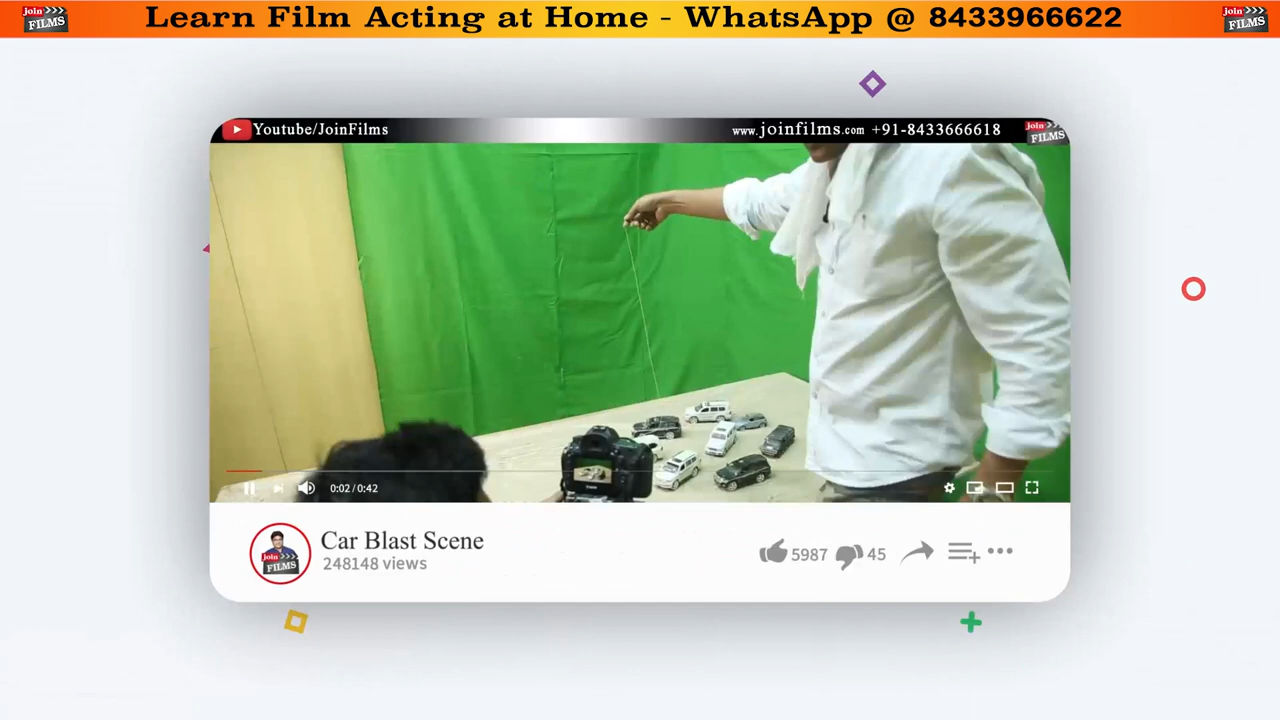 join
FILMS
Learn Film Acting at Home - WhatsApp @ 8433966622
join
FILMS
Youtube/JoinFilms
www.joinfilms.com +91-8433666618
join
FILMS
0:02 / 0:42
join
FILMS
Car Blast Scene
248148 views
5987
45